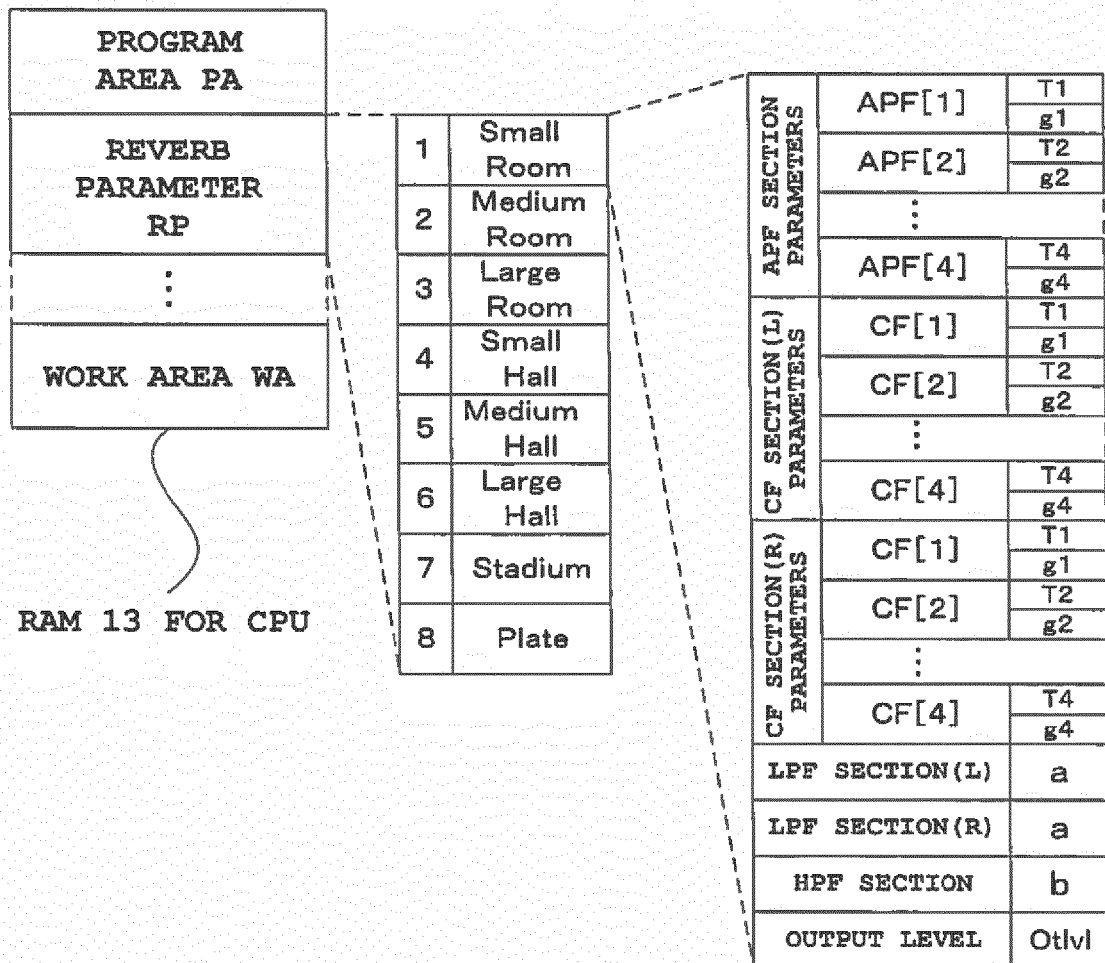 PROGRAM
AREA PA
REVERB
PARAMETER
RP
⋮
WORK AREA WA
RAM 13 FOR CPU
1 Small
Room
2 Medium
Room
3 Large
Room
4 Small
Hall
5 Medium
Hall
6 Large
Hall
7 Stadium
8 Plate
APF SECTION
PARAMETERS
APF[1] T1
g1
APF[2] T2
g2
⋮
APF[4] T4
g4
CF SECTION(L)
PARAMETERS
CF[1] T1
g1
CF[2] T2
g2
⋮
CF[4] T4
g4
CF SECTION(R)
PARAMETERS
CF[1] T1
g1
CF[2] T2
g2
⋮
CF[4] T4
g4
LPF SECTION(L) a
LPF SECTION(R) a
HPF SECTION b
OUTPUT LEVEL Otlvl